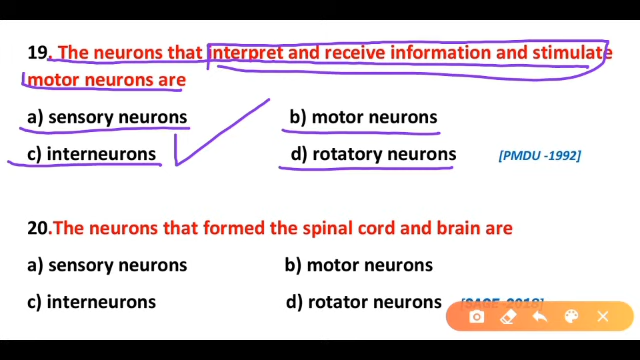 19. The neurons that interpret and receive information and stimulate
motor neurons are
a) sensory neurons b) motor neurons
c) interneurons d) rotatory neurons [PMDU -1992]
20.The neurons that formed the spinal cord and brain are
a) sensory neurons b) motor neurons
c) interneurons d) rotator neurons